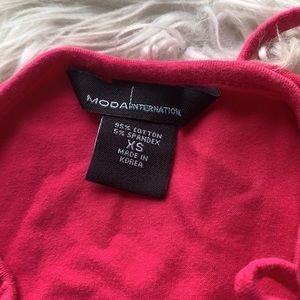 MODA INTERNATIONAL
95% COTTON
5% SPANDEX
XS
MADE IN
KOREA